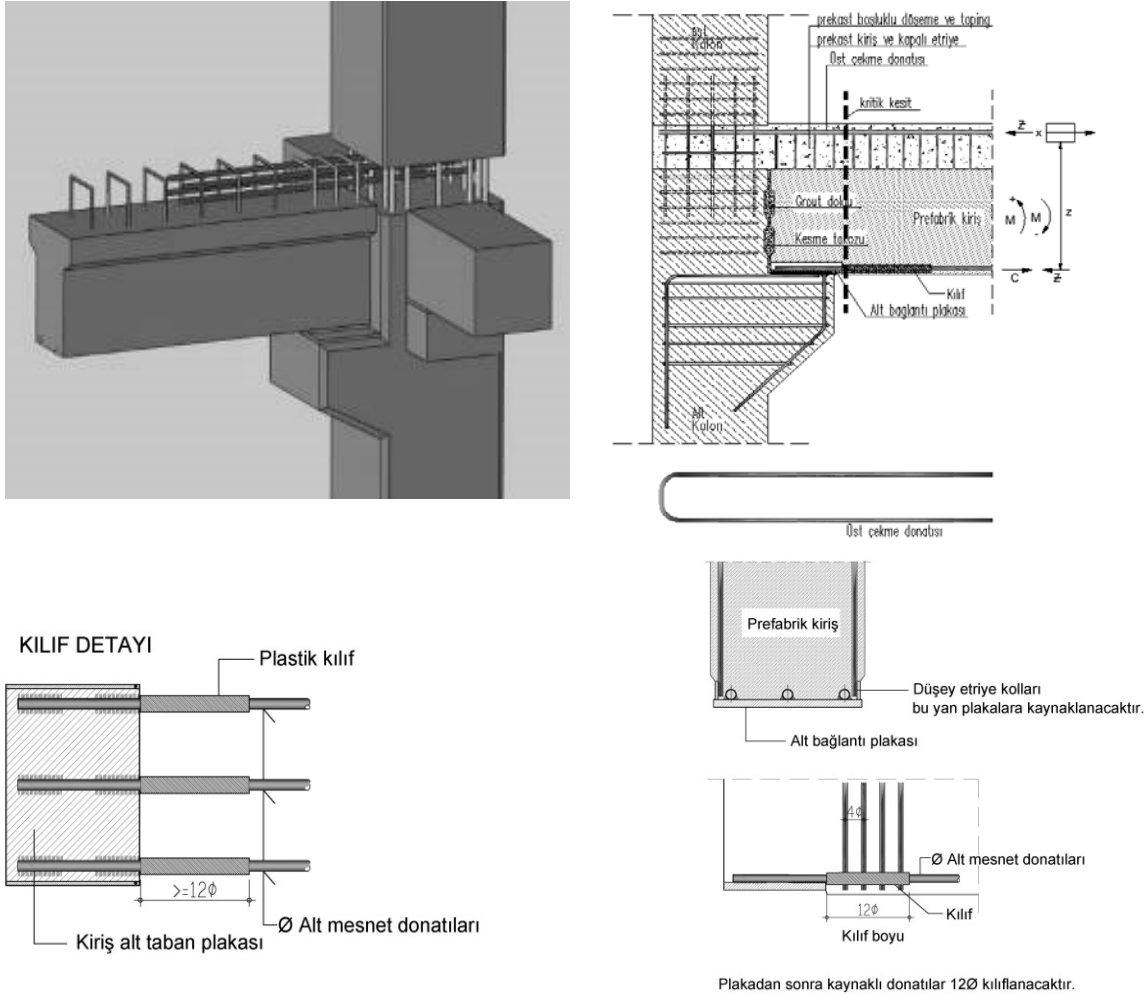 prekast boşluklu döşeme ve toping
prekast kiriş ve kapalı etriye
Üst çekme donatısı
Üst
Kolon
kritik kesit
Z
x
Grout dolgu
Prefabrik kiriş
M
M
z
Kesme takozu
C
Z
Kılıf
Alt bağlantı plakası
Alt
Kolon
Üst çekme donatısı
KILIF DETAYI
Plastik kılıf
>=12ϕ
Ø Alt mesnet donatıları
Kiriş alt taban plakası
Prefabrik kiriş
Düşey etriye kolları
bu yan plakalara kaynaklanacaktır.
Alt bağlantı plakası
4ϕ
Ø Alt mesnet donatıları
12ϕ
Kılıf
Kılıf boyu
Plakadan sonra kaynaklı donatılar 12Ø kılıflanacaktır.